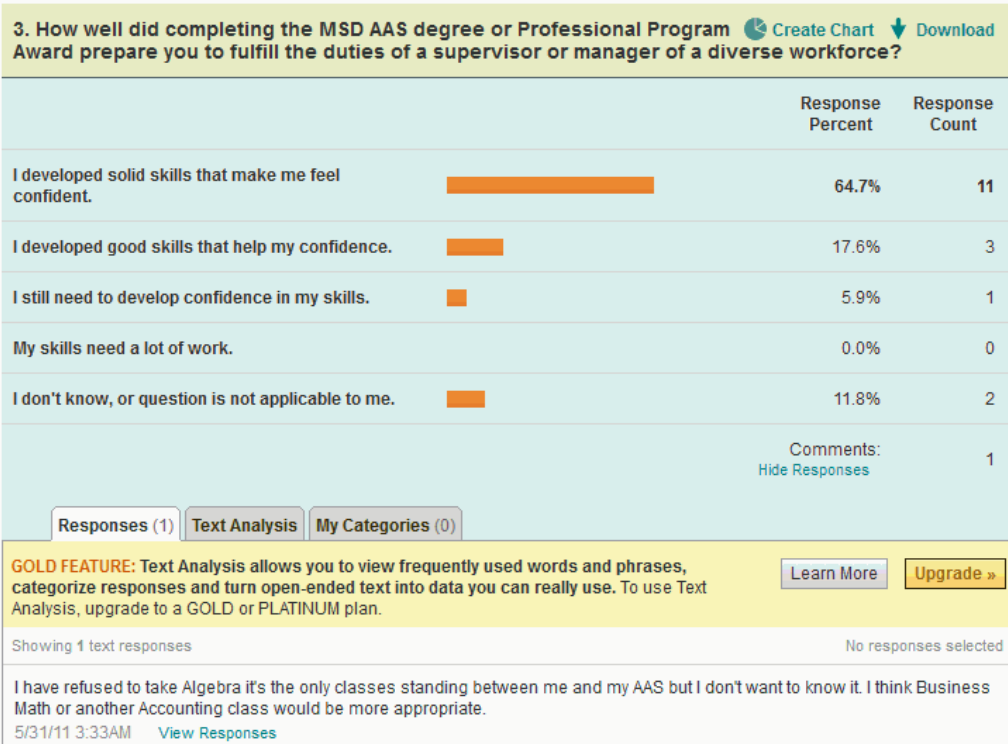 3. How well did completing the MSD AAS degree or Professional Program Create Chart Download
Award prepare you to fulfill the duties of a supervisor or manager of a diverse workforce?
Response Response
Percent Count
I developed solid skills that make me feel
confident. 64.7% 11
I developed good skills that help my confidence. 17.6% 3
I still need to develop confidence in my skills. 5.9% 1
My skills need a lot of work. 0.0% 0
I don't know, or question is not applicable to me. 11.8% 2
Comments: 1
Hide Responses
Responses (1) Text Analysis My Categories (0)
GOLD FEATURE: Text Analysis allows you to view frequently used words and phrases,
categorize responses and turn open-ended text into data you can really use. To use Text
Analysis, upgrade to a GOLD or PLATINUM plan.
Learn More Upgrade »
Showing 1 text responses No responses selected
I have refused to take Algebra it's the only classes standing between me and my AAS but I don't want to know it. I think Business
Math or another Accounting class would be more appropriate.
5/31/11 3:33AM View Responses